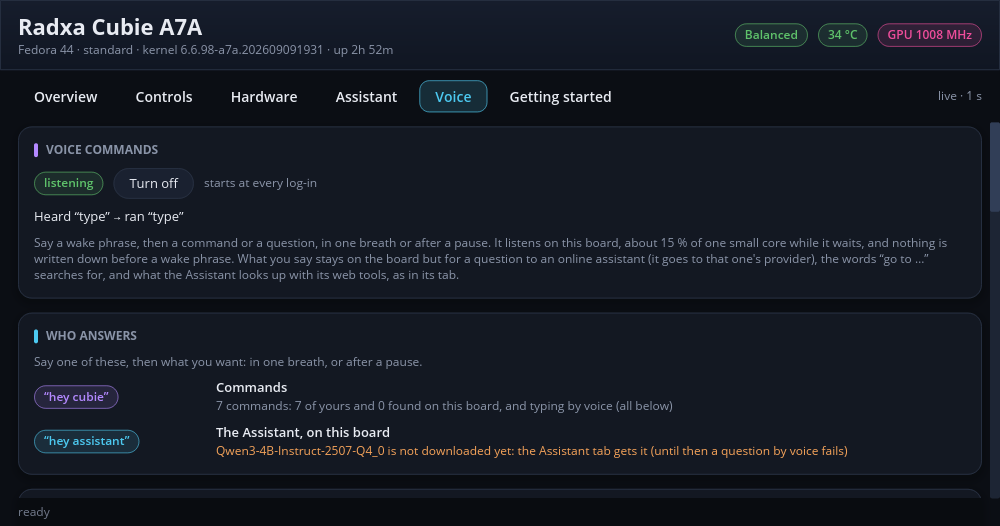 Radxa Cubie A7A
Fedora 44 · standard · kernel 6.6.98-a7a.202609091931 · up 2h 52m
Balanced
34 °C
GPU 1008 MHz
Overview
Controls
Hardware
Assistant
Voice
Getting started
live · 1 s
VOICE COMMANDS
listening
Turn off
starts at every log-in
Heard “type” → ran “type”
Say a wake phrase, then a command or a question, in one breath or after a pause. It listens on this board, about 15 % of one small core while it waits, and nothing is
written down before a wake phrase. What you say stays on the board but for a question to an online assistant (it goes to that one's provider), the words “go to ...”
searches for, and what the Assistant looks up with its web tools, as in its tab.
WHO ANSWERS
Say one of these, then what you want: in one breath, or after a pause.
“hey cubie”
Commands
7 commands: 7 of yours and 0 found on this board, and typing by voice (all below)
“hey assistant”
The Assistant, on this board
Qwen3-4B-Instruct-2507-Q4_0 is not downloaded yet: the Assistant tab gets it (until then a question by voice fails)
ready